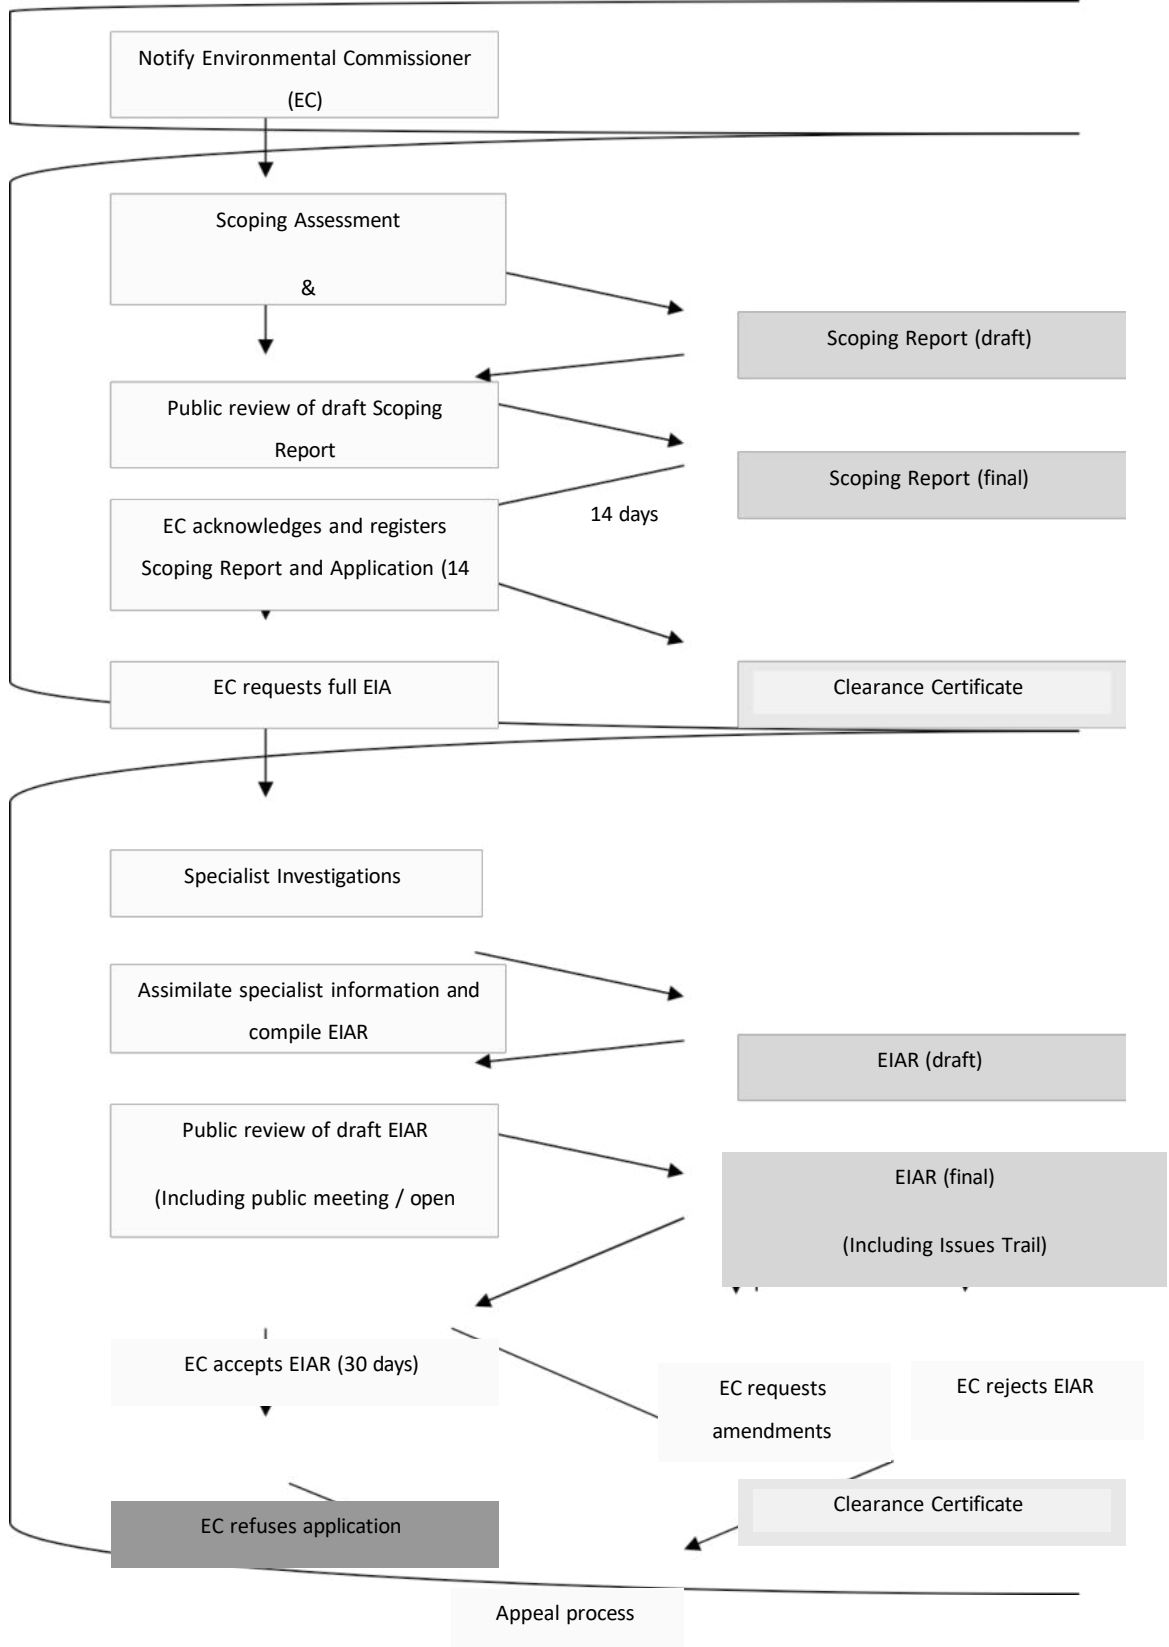 Notify Environmental Commissioner
(EC)
Scoping Assessment
&
Scoping Report (draft)
Public review of draft Scoping
Report
Scoping Report (final)
14 days
EC acknowledges and registers
Scoping Report and Application (14
EC requests full EIA
Clearance Certificate
Specialist Investigations
Assimilate specialist information and
compile EIAR
EIAR (draft)
Public review of draft EIAR
(Including public meeting / open
EIAR (final)
(Including Issues Trail)
EC accepts EIAR (30 days)
EC requests
amendments
EC rejects EIAR
Clearance Certificate
EC refuses application
Appeal process